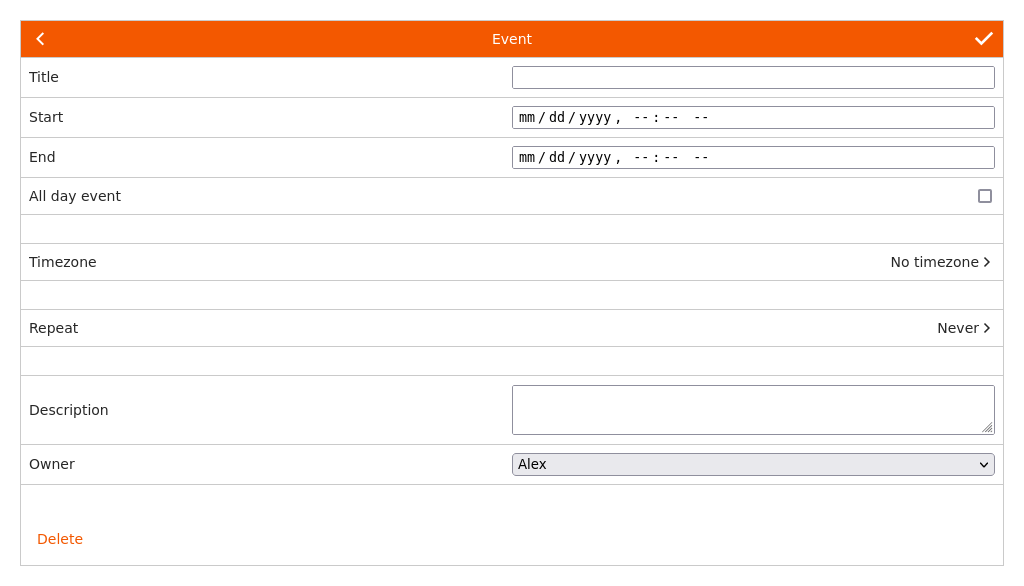 Event
Title
Start mm/dd/yyyy, --:-- --
End mm/dd/yyyy, --:-- --
All day event
Timezone No timezone
Repeat Never
Description
Owner Alex
Delete